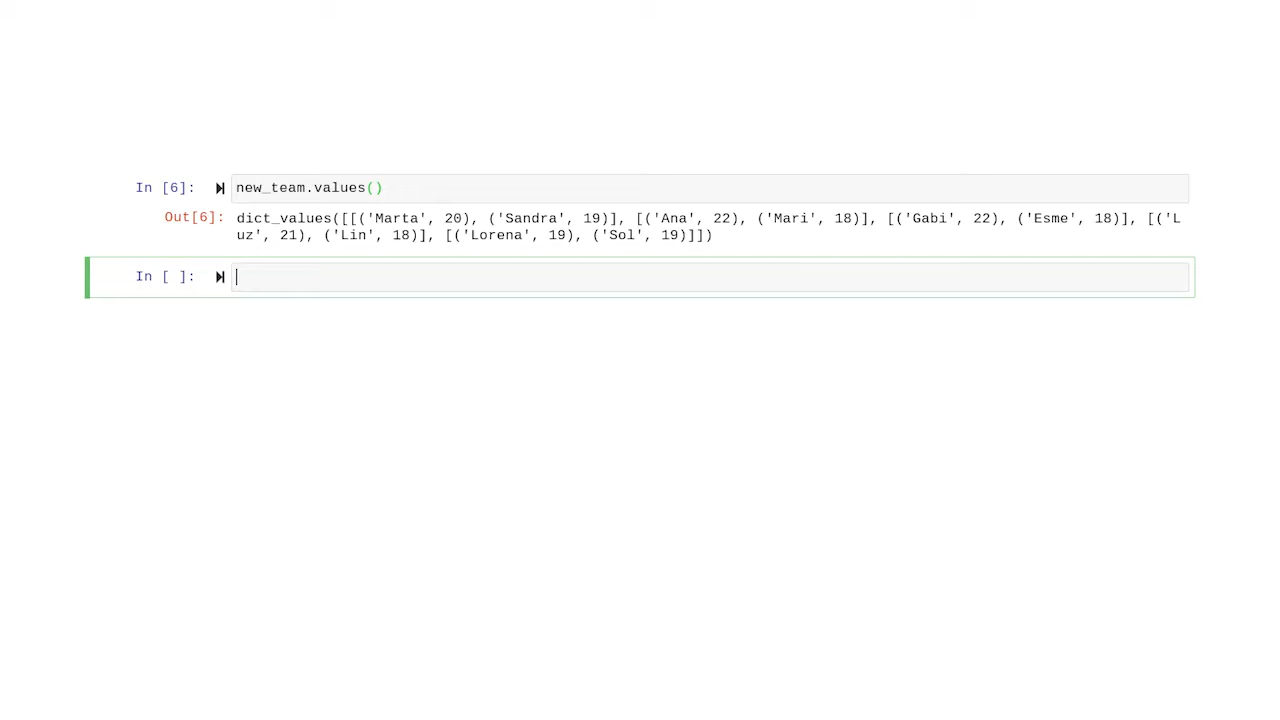 In [6]: new_team.values()
Out[6]: dict_values([[('Marta', 20), ('Sandra', 19)], [('Ana', 22), ('Mari', 18)], [('Gabi', 22), ('Esme', 18)], [('L
uz', 21), ('Lin', 18)], [('Lorena', 19), ('Sol', 19)]])
In [ ]: